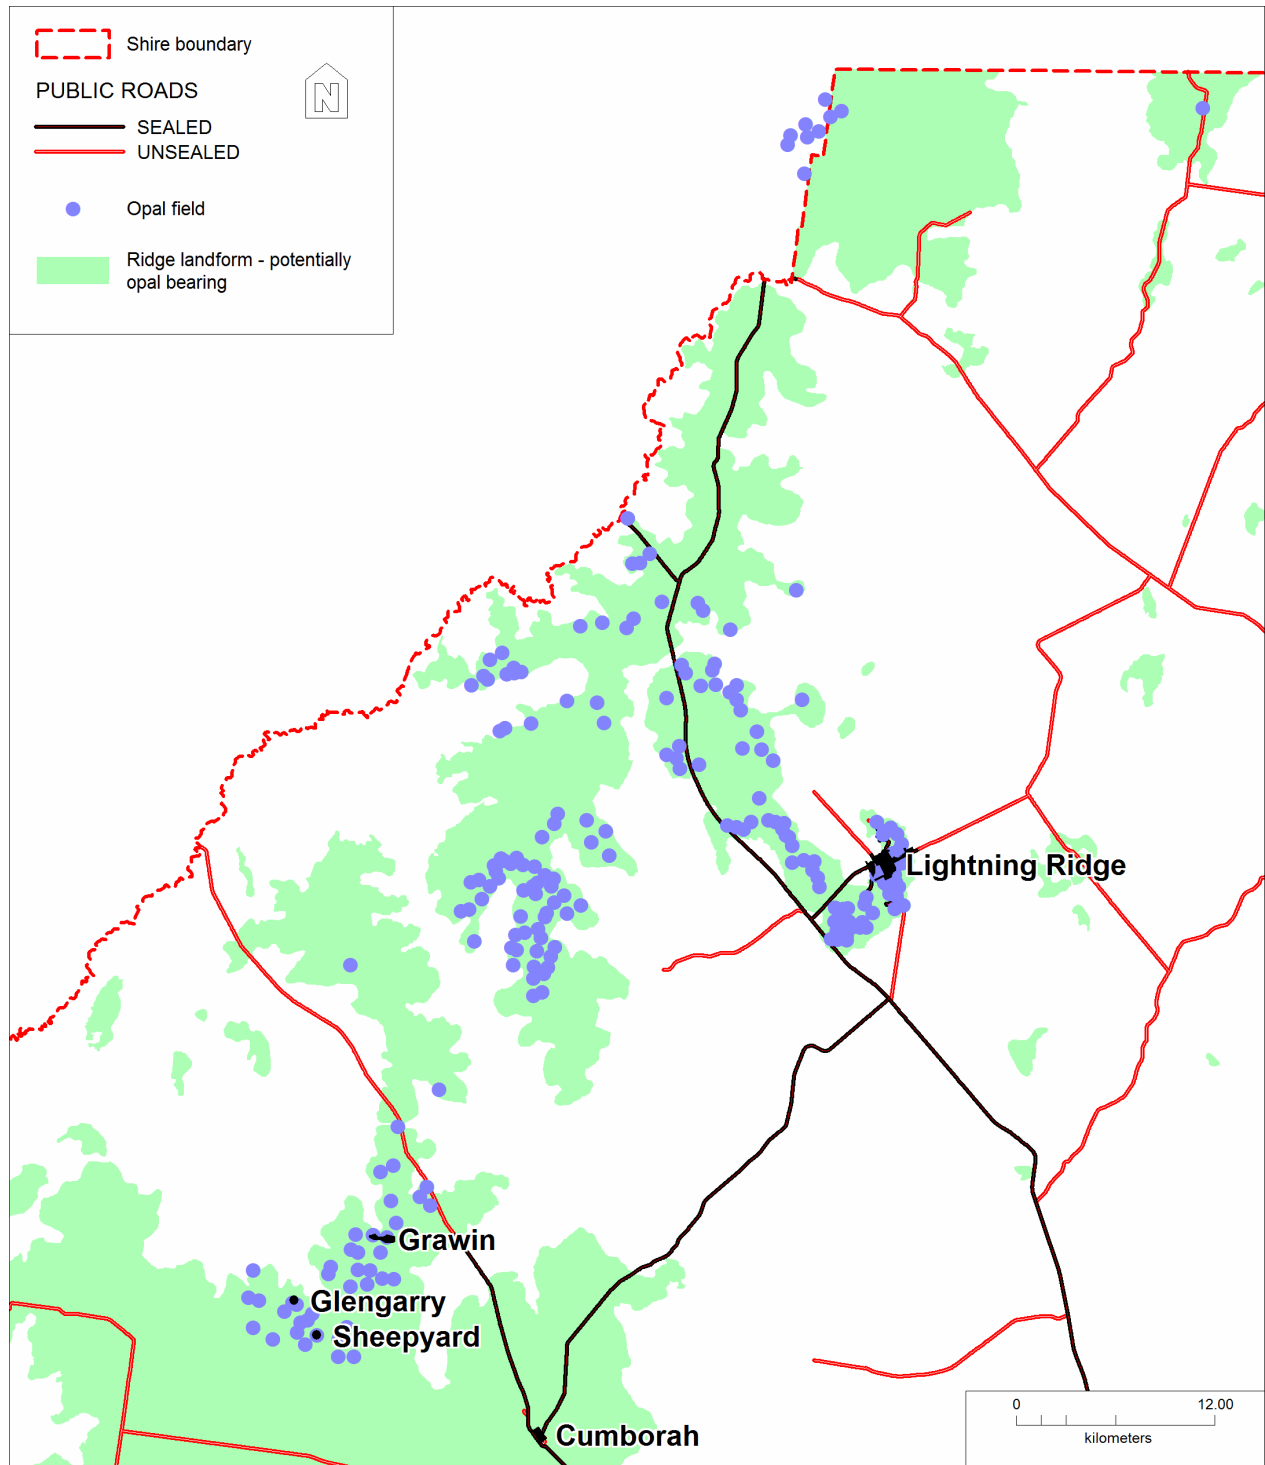 Shire boundary
PUBLIC ROADS
N
SEALED
UNSEALED
Opal field
Ridge landform - potentially
opal bearing
Lightning Ridge
Grawin
Glengarry
Sheepyard
Cumborah
0 12.00
kilometers